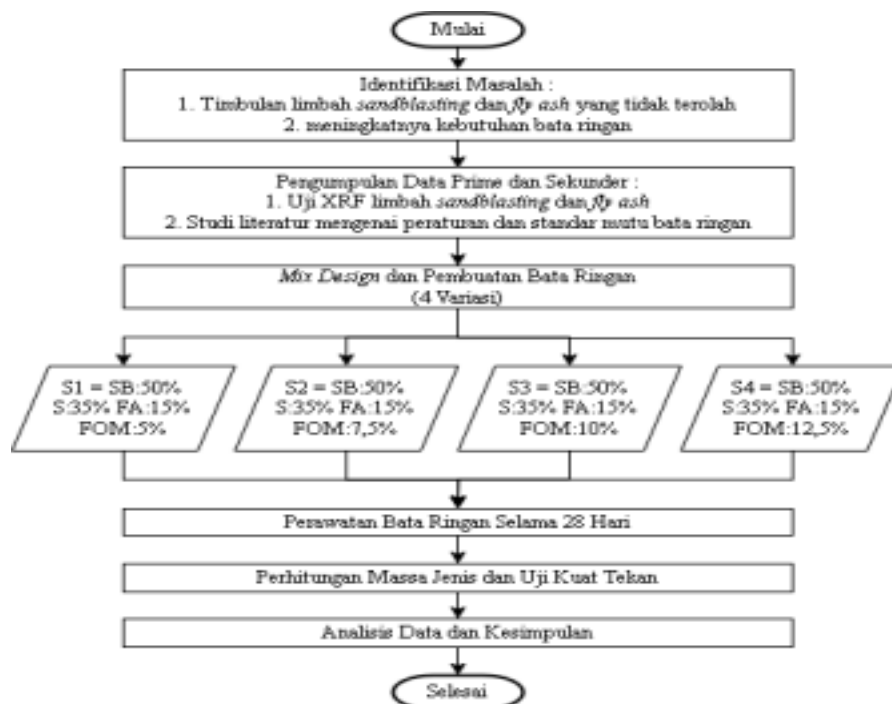 Mulai
Identifikasi Masalah :
1. Timbulan limbah sandblasting dan fly ash yang tidak terolah
2. meningkatnya kebutuhan bata ringan
Pengumpulan Data Prime dan Sekunder :
1. Uji XRF limbah sandblasting dan fly ash
2. Studi literatur mengenai peraturan dan standar mutu bata ringan
Mix Design dan Pembuatan Bata Ringan
(4 Variasi)
S1 = SB:50%
S:35% FA:15%
FOM:5%
S2 = SB:50%
S:35% FA:15%
FOM:7,5%
S3 = SB:50%
S:35% FA:15%
FOM:10%
S4 = SB:50%
S:35% FA:15%
FOM:12,5%
Perawatan Bata Ringan Selama 28 Hari
Perhitungan Massa Jenis dan Uji Kuat Tekan
Analisis Data dan Kesimpulan
Selesai